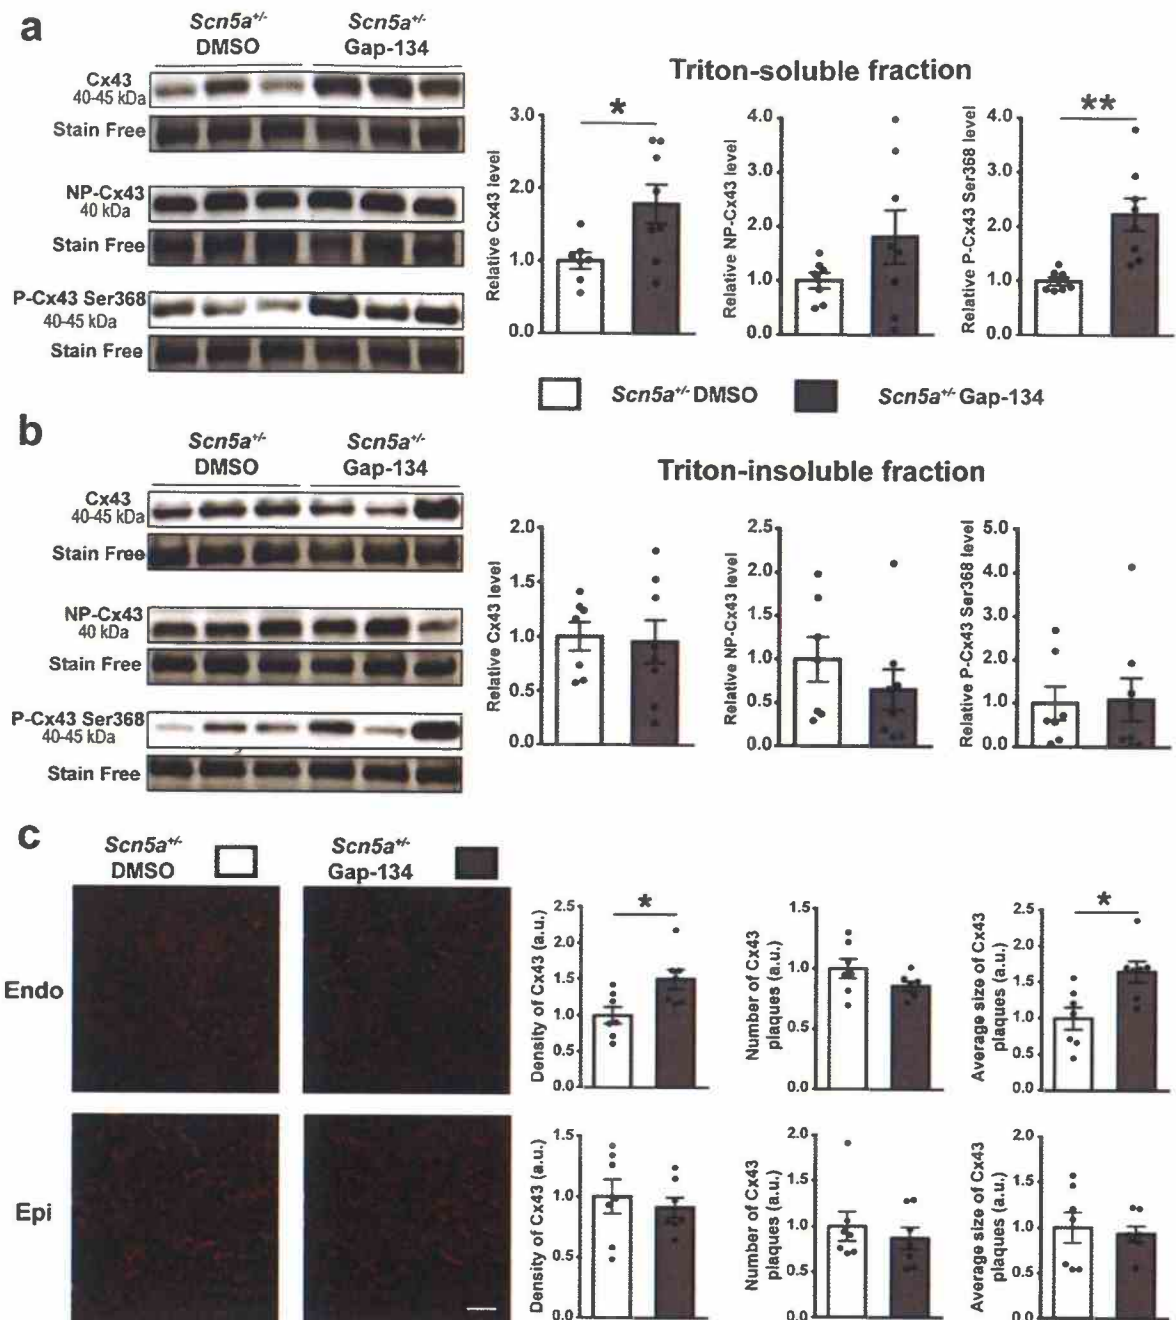 a
Scn5a+/- Scn5a+/-
DMSO Gap-134
Cx43
40-45 kDa
Stain Free
NP-Cx43
40 kDa
Stain Free
P-Cx43 Ser368
40-45 kDa
Stain Free
Triton-soluble fraction
Relative Cx43 level
3.0
2.0
1.0
0.0
*
Relative NP-Cx43 level
4.0
3.0
2.0
1.0
0.0
Relative P-Cx43 Ser368 level
4.0
3.0
2.0
1.0
0.0
**
Scn5a+/- DMSO Scn5a+/- Gap-134
b
Scn5a+/- Scn5a+/-
DMSO Gap-134
Cx43
40-45 kDa
Stain Free
NP-Cx43
40 kDa
Stain Free
P-Cx43 Ser368
40-45 kDa
Stain Free
Triton-insoluble fraction
Relative Cx43 level
2.0
1.5
1.0
0.5
0.0
Relative NP-Cx43 level
2.5
2.0
1.5
1.0
0.5
0.0
Relative P-Cx43 Ser368 level
5.0
4.0
3.0
2.0
1.0
0.0
c
Scn5a+/- Scn5a+/-
DMSO Gap-134
Endo
Density of Cx43 (a.u.)
2.5
2.0
1.5
1.0
0.5
0.0
*
Number of Cx43
plaques (a.u.)
1.5
1.0
0.5
0.0
Average size of Cx43
plaques (a.u.)
2.5
2.0
1.5
1.0
0.5
0.0
*
Epi
Density of Cx43 (a.u.)
1.5
1.0
0.5
0.0
Number of Cx43
plaques (a.u.)
2.0
1.5
1.0
0.5
0.0
Average size of Cx43
plaques (a.u.)
2.0
1.5
1.0
0.5
0.0